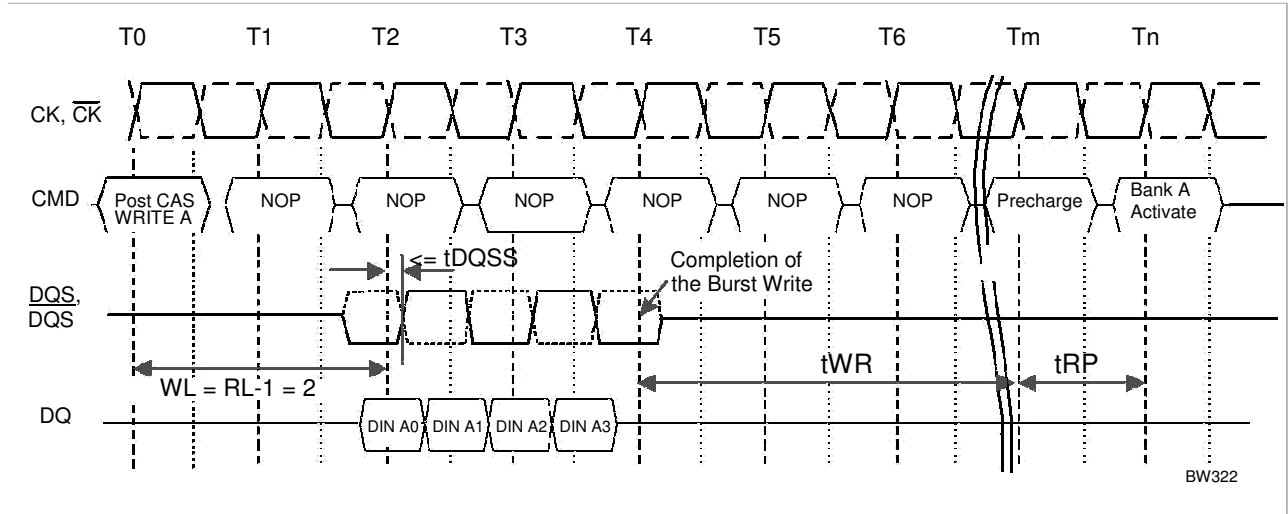 T0 T1 T2 T3 T4 T5 T6 Tm Tn
CK, CK
CMD
Post CAS
WRITE A
NOP NOP NOP NOP NOP NOP Precharge
Bank A
Activate
<= tDQSS
Completion of
the Burst Write
DQS,
DQS
WL = RL-1 = 2
tWR
tRP
DQ
DIN A0 DIN A1 DIN A2 DIN A3
BW322